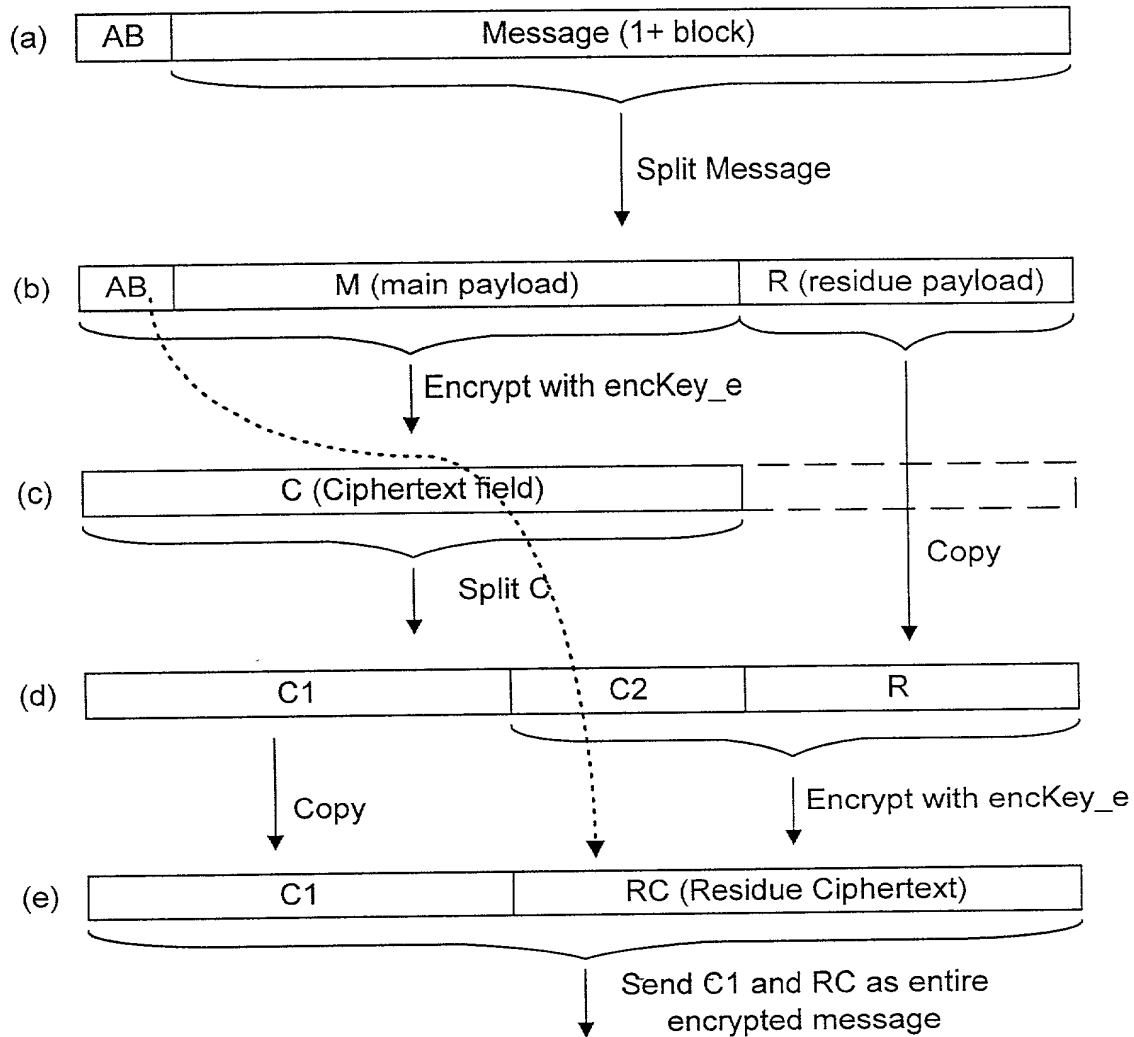 (a) AB Message (1+ block)
Split Message
(b) AB M (main payload) R (residue payload)
Encrypt with encKey_e
(c) C (Ciphertext field)
Copy
Split C
(d) C1 C2 R
Copy
Encrypt with encKey_e
(e) C1 RC (Residue Ciphertext)
Send C1 and RC as entire
encrypted message